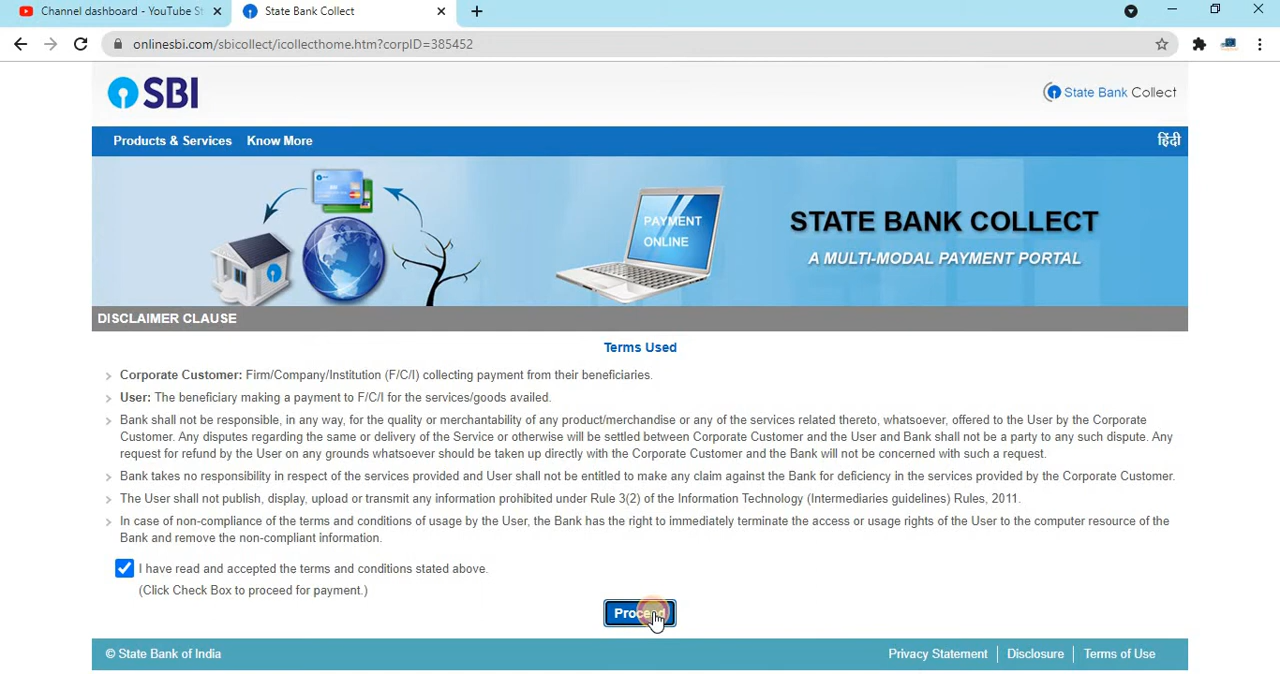 Channel dashboard - YouTube S
State Bank Collect
onlinesbi.com/sbicollect/icollecthome.htm?corpID=385452
SBI
State Bank Collect
Products & Services Know More हिंदी
PAYMENT
ONLINE
STATE BANK COLLECT
A MULTI-MODAL PAYMENT PORTAL
DISCLAIMER CLAUSE
Terms Used
Corporate Customer: Firm/Company/Institution (F/C/I) collecting payment from their beneficiaries.
User: The beneficiary making a payment to F/C/I for the services/goods availed.
Bank shall not be responsible, in any way, for the quality or merchantability of any product/merchandise or any of the services related thereto, whatsoever, offered to the User by the Corporate
Customer. Any disputes regarding the same or delivery of the Service or otherwise will be settled between Corporate Customer and the User and Bank shall not be a party to any such dispute. Any
request for refund by the User on any grounds whatsoever should be taken up directly with the Corporate Customer and the Bank will not be concerned with such a request.
Bank takes no responsibility in respect of the services provided and User shall not be entitled to make any claim against the Bank for deficiency in the services provided by the Corporate Customer.
The User shall not publish, display, upload or transmit any information prohibited under Rule 3(2) of the Information Technology (Intermediaries guidelines) Rules, 2011.
In case of non-compliance of the terms and conditions of usage by the User, the Bank has the right to immediately terminate the access or usage rights of the User to the computer resource of the
Bank and remove the non-compliant information.
I have read and accepted the terms and conditions stated above.
(Click Check Box to proceed for payment.)
Proceed
© State Bank of India
Privacy Statement Disclosure Terms of Use